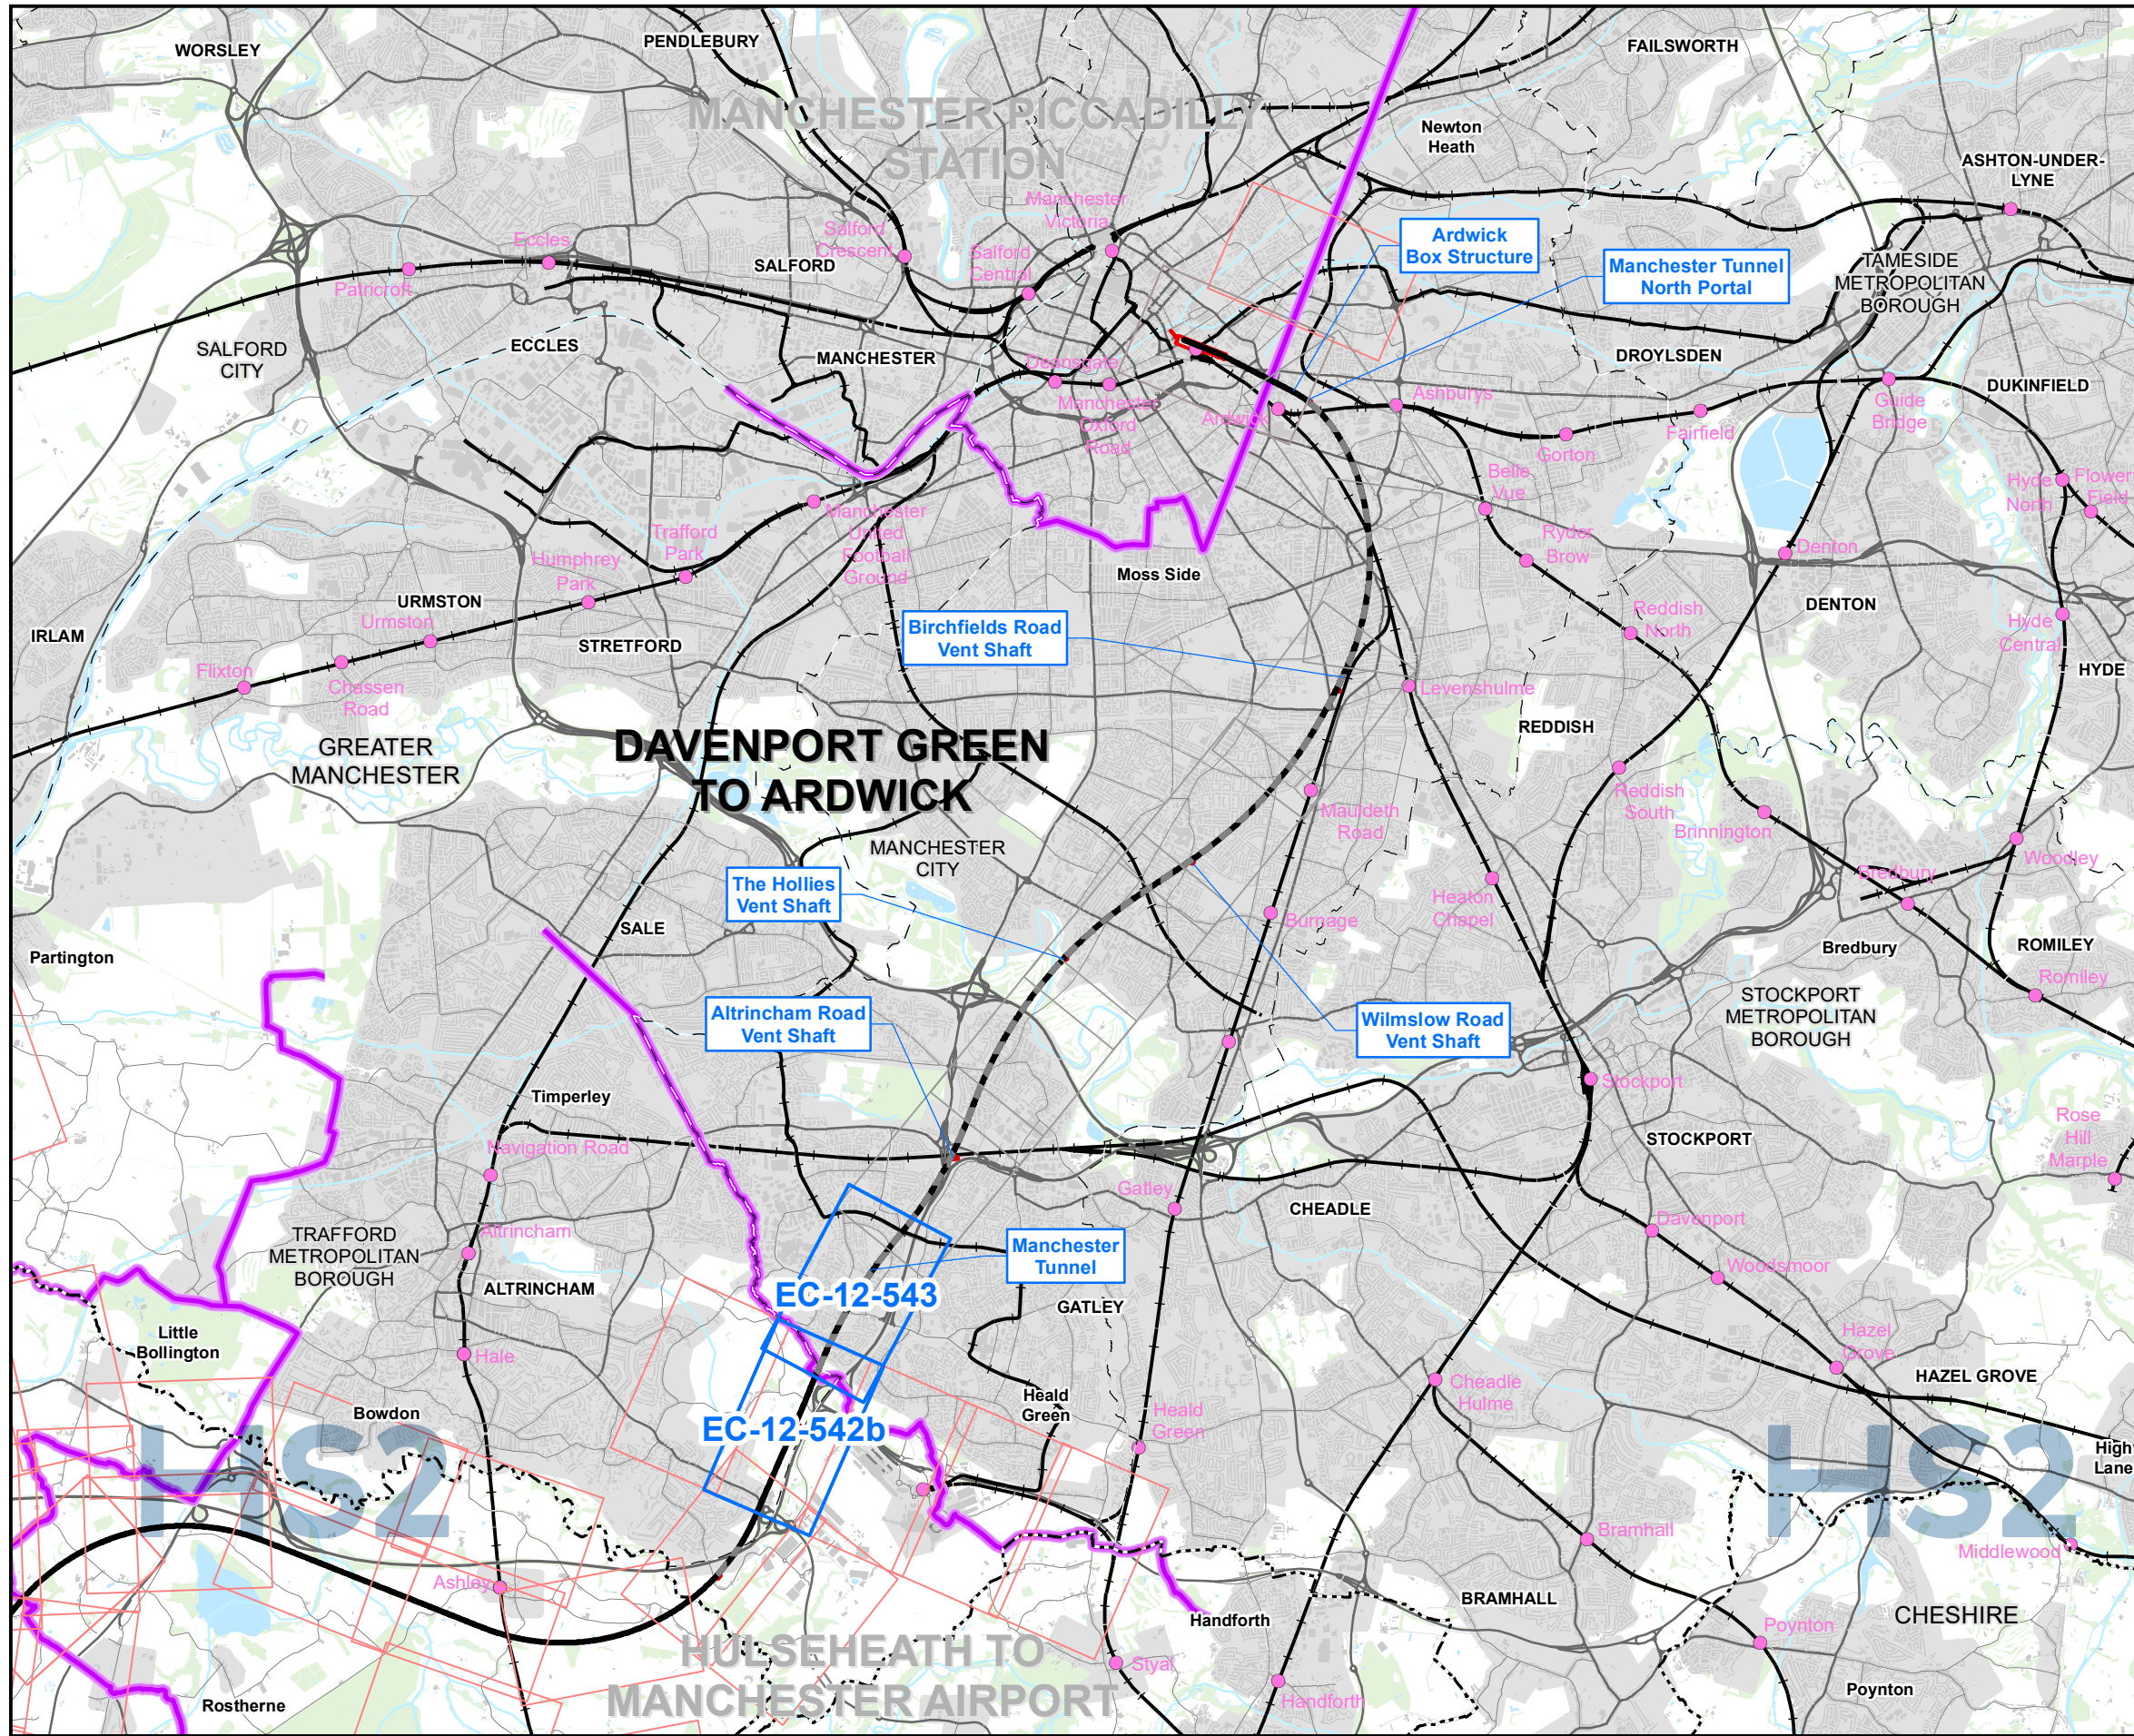 WORSLEY
PENDLEBURY
FAILSWORTH
MANCHESTER PICCADILLY
STATION
Newton
Heath
ASHTON-UNDER-
LYNE
Manchester
Victoria
Eccles
Salford
Crescent
Salford
Central
SALFORD
Patricroft
Ardwick
Box Structure
Manchester Tunnel
North Portal
TAMESIDE
METROPOLITAN
BOROUGH
SALFORD
CITY
ECCLES
MANCHESTER
Deansgate
Manchester
Oxford
Road
Ardwick
Ashburys
DROYLSDEN
DUKINFIELD
Guide
Bridge
Fairfield
Gorton
Belle
Vue
Hyde
North
Flower
Field
Manchester
United
Football
Ground
Trafford
Park
Humphrey
Park
Ryder
Brow
Denton
Moss Side
URMSTON
Urmston
IRLAM
STRETFORD
Birchfields Road
Vent Shaft
Reddish
North
DENTON
Hyde
Central
HYDE
Flixton
Chassen
Road
Levenshulme
REDDISH
GREATER
MANCHESTER
DAVENPORT GREEN
TO ARDWICK
Mauldeth
Road
Reddish
South
Brinnington
MANCHESTER
CITY
The Hollies
Vent Shaft
Woodley
Bredbury
Heaton
Chapel
Burnage
SALE
Partington
Bredbury
ROMILEY
Romiley
Altrincham Road
Vent Shaft
Wilmslow Road
Vent Shaft
STOCKPORT
METROPOLITAN
BOROUGH
Timperley
Stockport
Navigation Road
STOCKPORT
Rose
Hill
Marple
Gatley
CHEADLE
Davenport
TRAFFORD
METROPOLITAN
BOROUGH
Altrincham
ALTRINCHAM
Manchester
Tunnel
Woodsmoor
EC-12-543
GATLEY
Little
Bollington
Hale
Hazel
Grove
HAZEL GROVE
Bowdon
EC-12-542b
Heald
Green
Heald
Green
Cheadle
Hulme
HS2
HS2
High
Lane
Bramhall
Middlewood
Ashley
BRAMHALL
Handforth
CHESHIRE
Poynton
HULSEHEATH TO
MANCHESTER AIRPORT
Styal
Handforth
Rostherne
Poynton